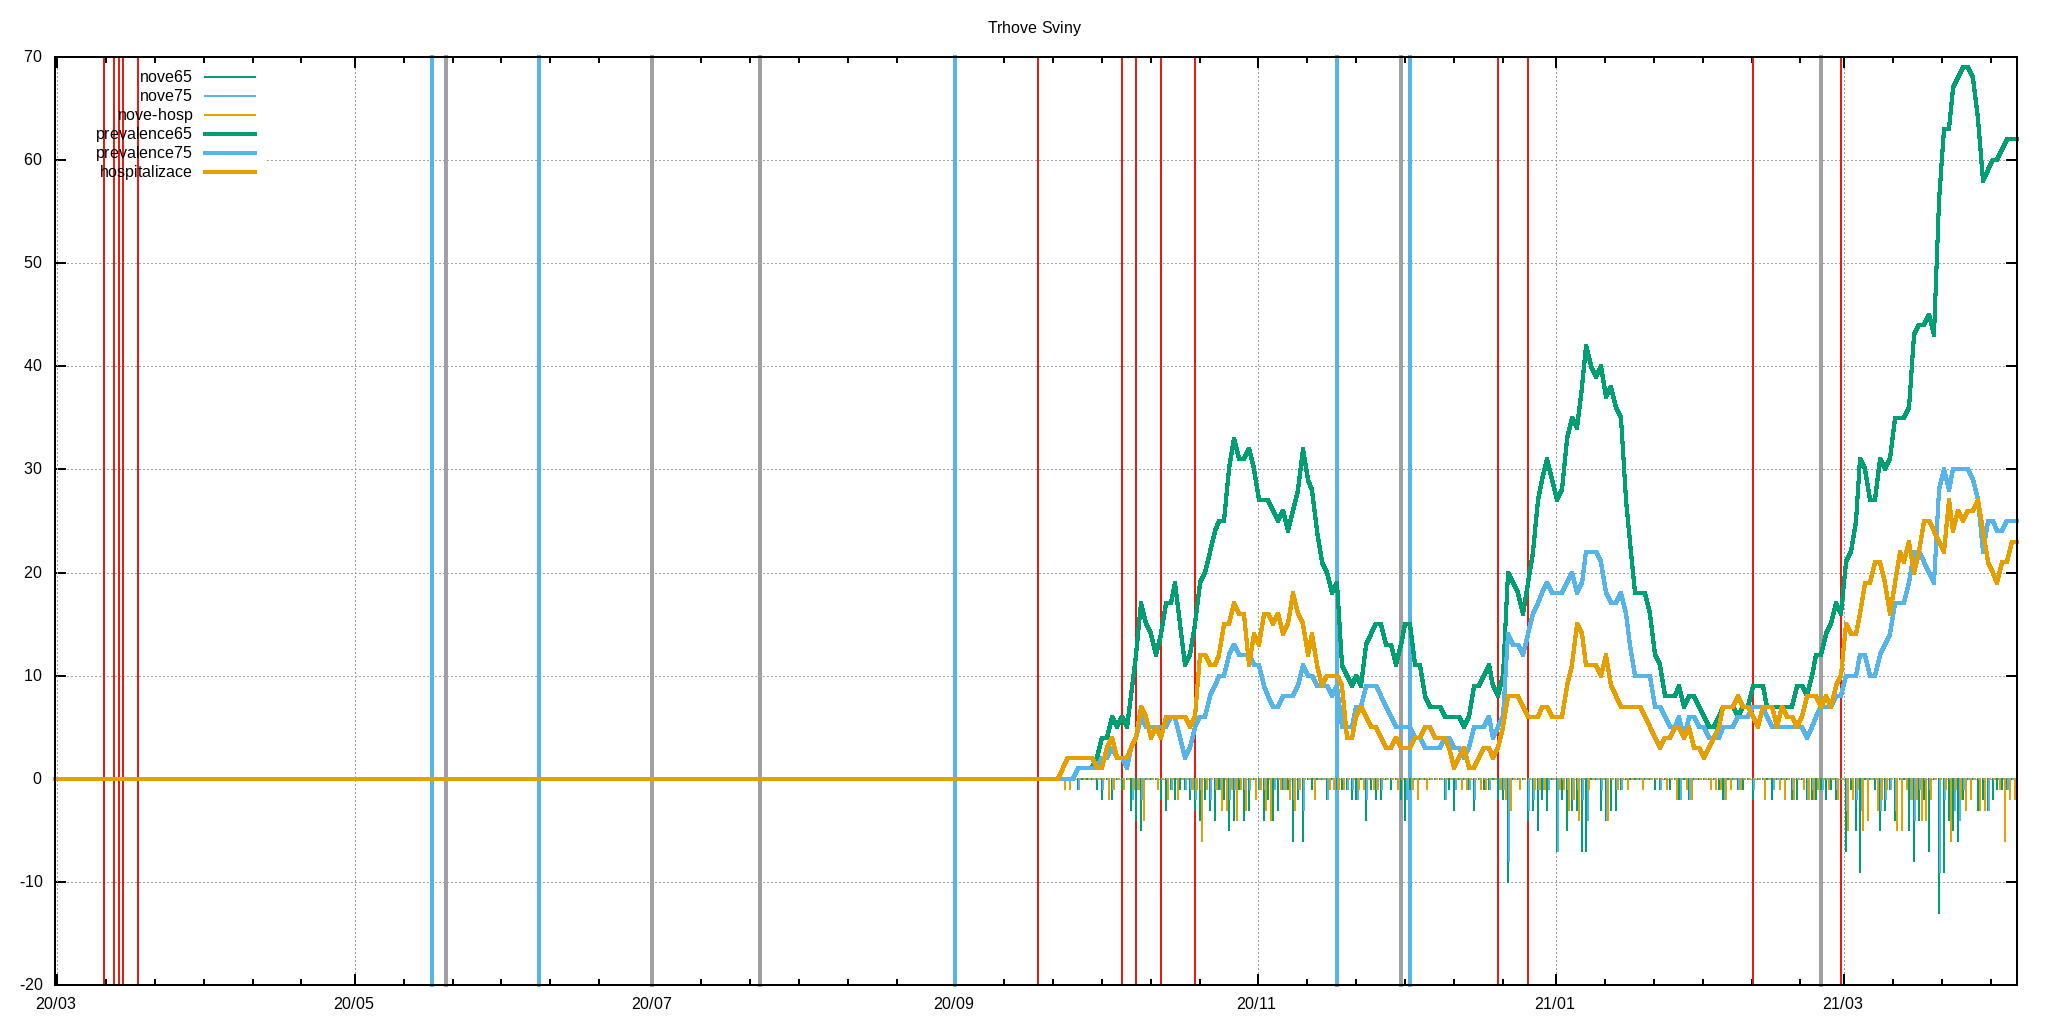 Trhove Sviny
70
60
50
40
30
20
10
0
-10
-20
nove65
nove75
nove-hosp
prevalence65
prevalence75
hospitalizace
20/03 20/05 20/07 20/09 20/11 21/01 21/03